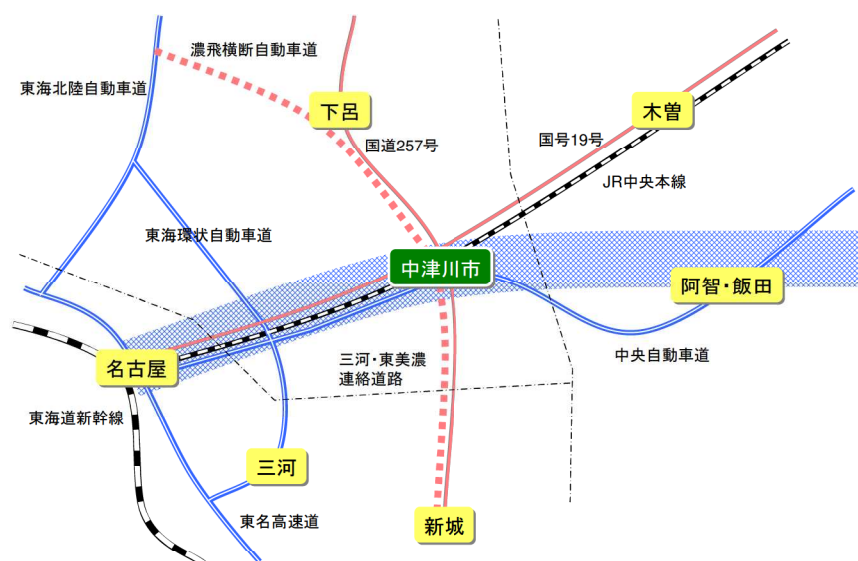 濃飛横断自動車道
東海北陸自動車道
下呂
木曽
国道257号
国号19号
JR中央本線
東海環状自動車道
中津川市
阿智・飯田
三河・東美濃
連絡道路
中央自動車道
名古屋
東海道新幹線
三河
東名高速道
新城